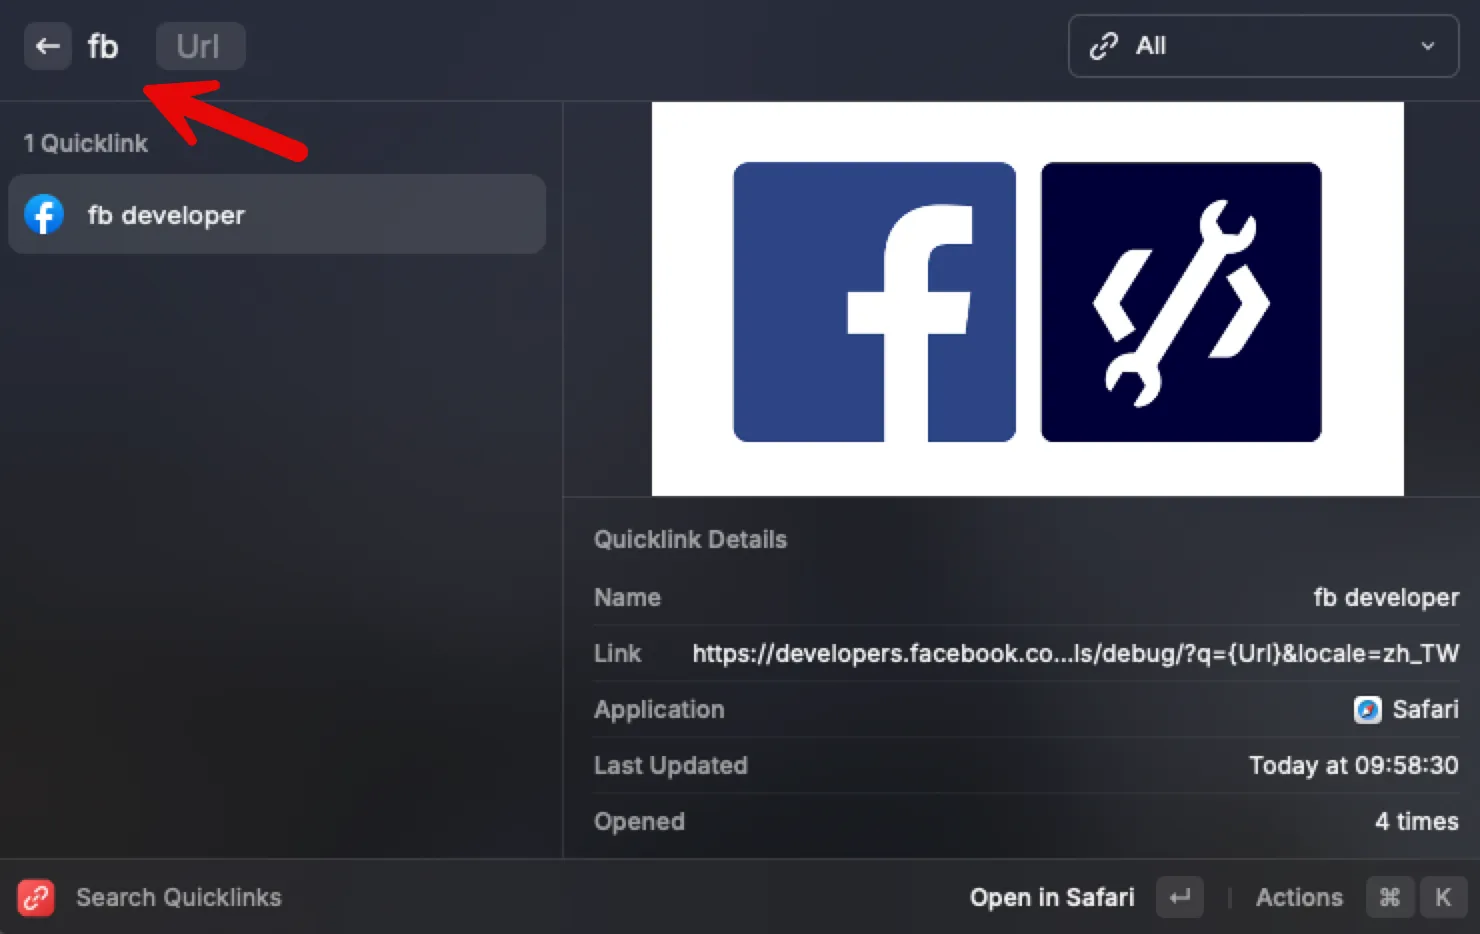 fb Url All
1 Quicklink
fb developer
Quicklink Details
Name fb developer
Link https://developers.facebook.co...ls/debug/?q={Url}&locale=zh_TW
Application Safari
Last Updated Today at 09:58:30
Opened 4 times
Search Quicklinks Open in Safari ↵ | Actions ⌘ K